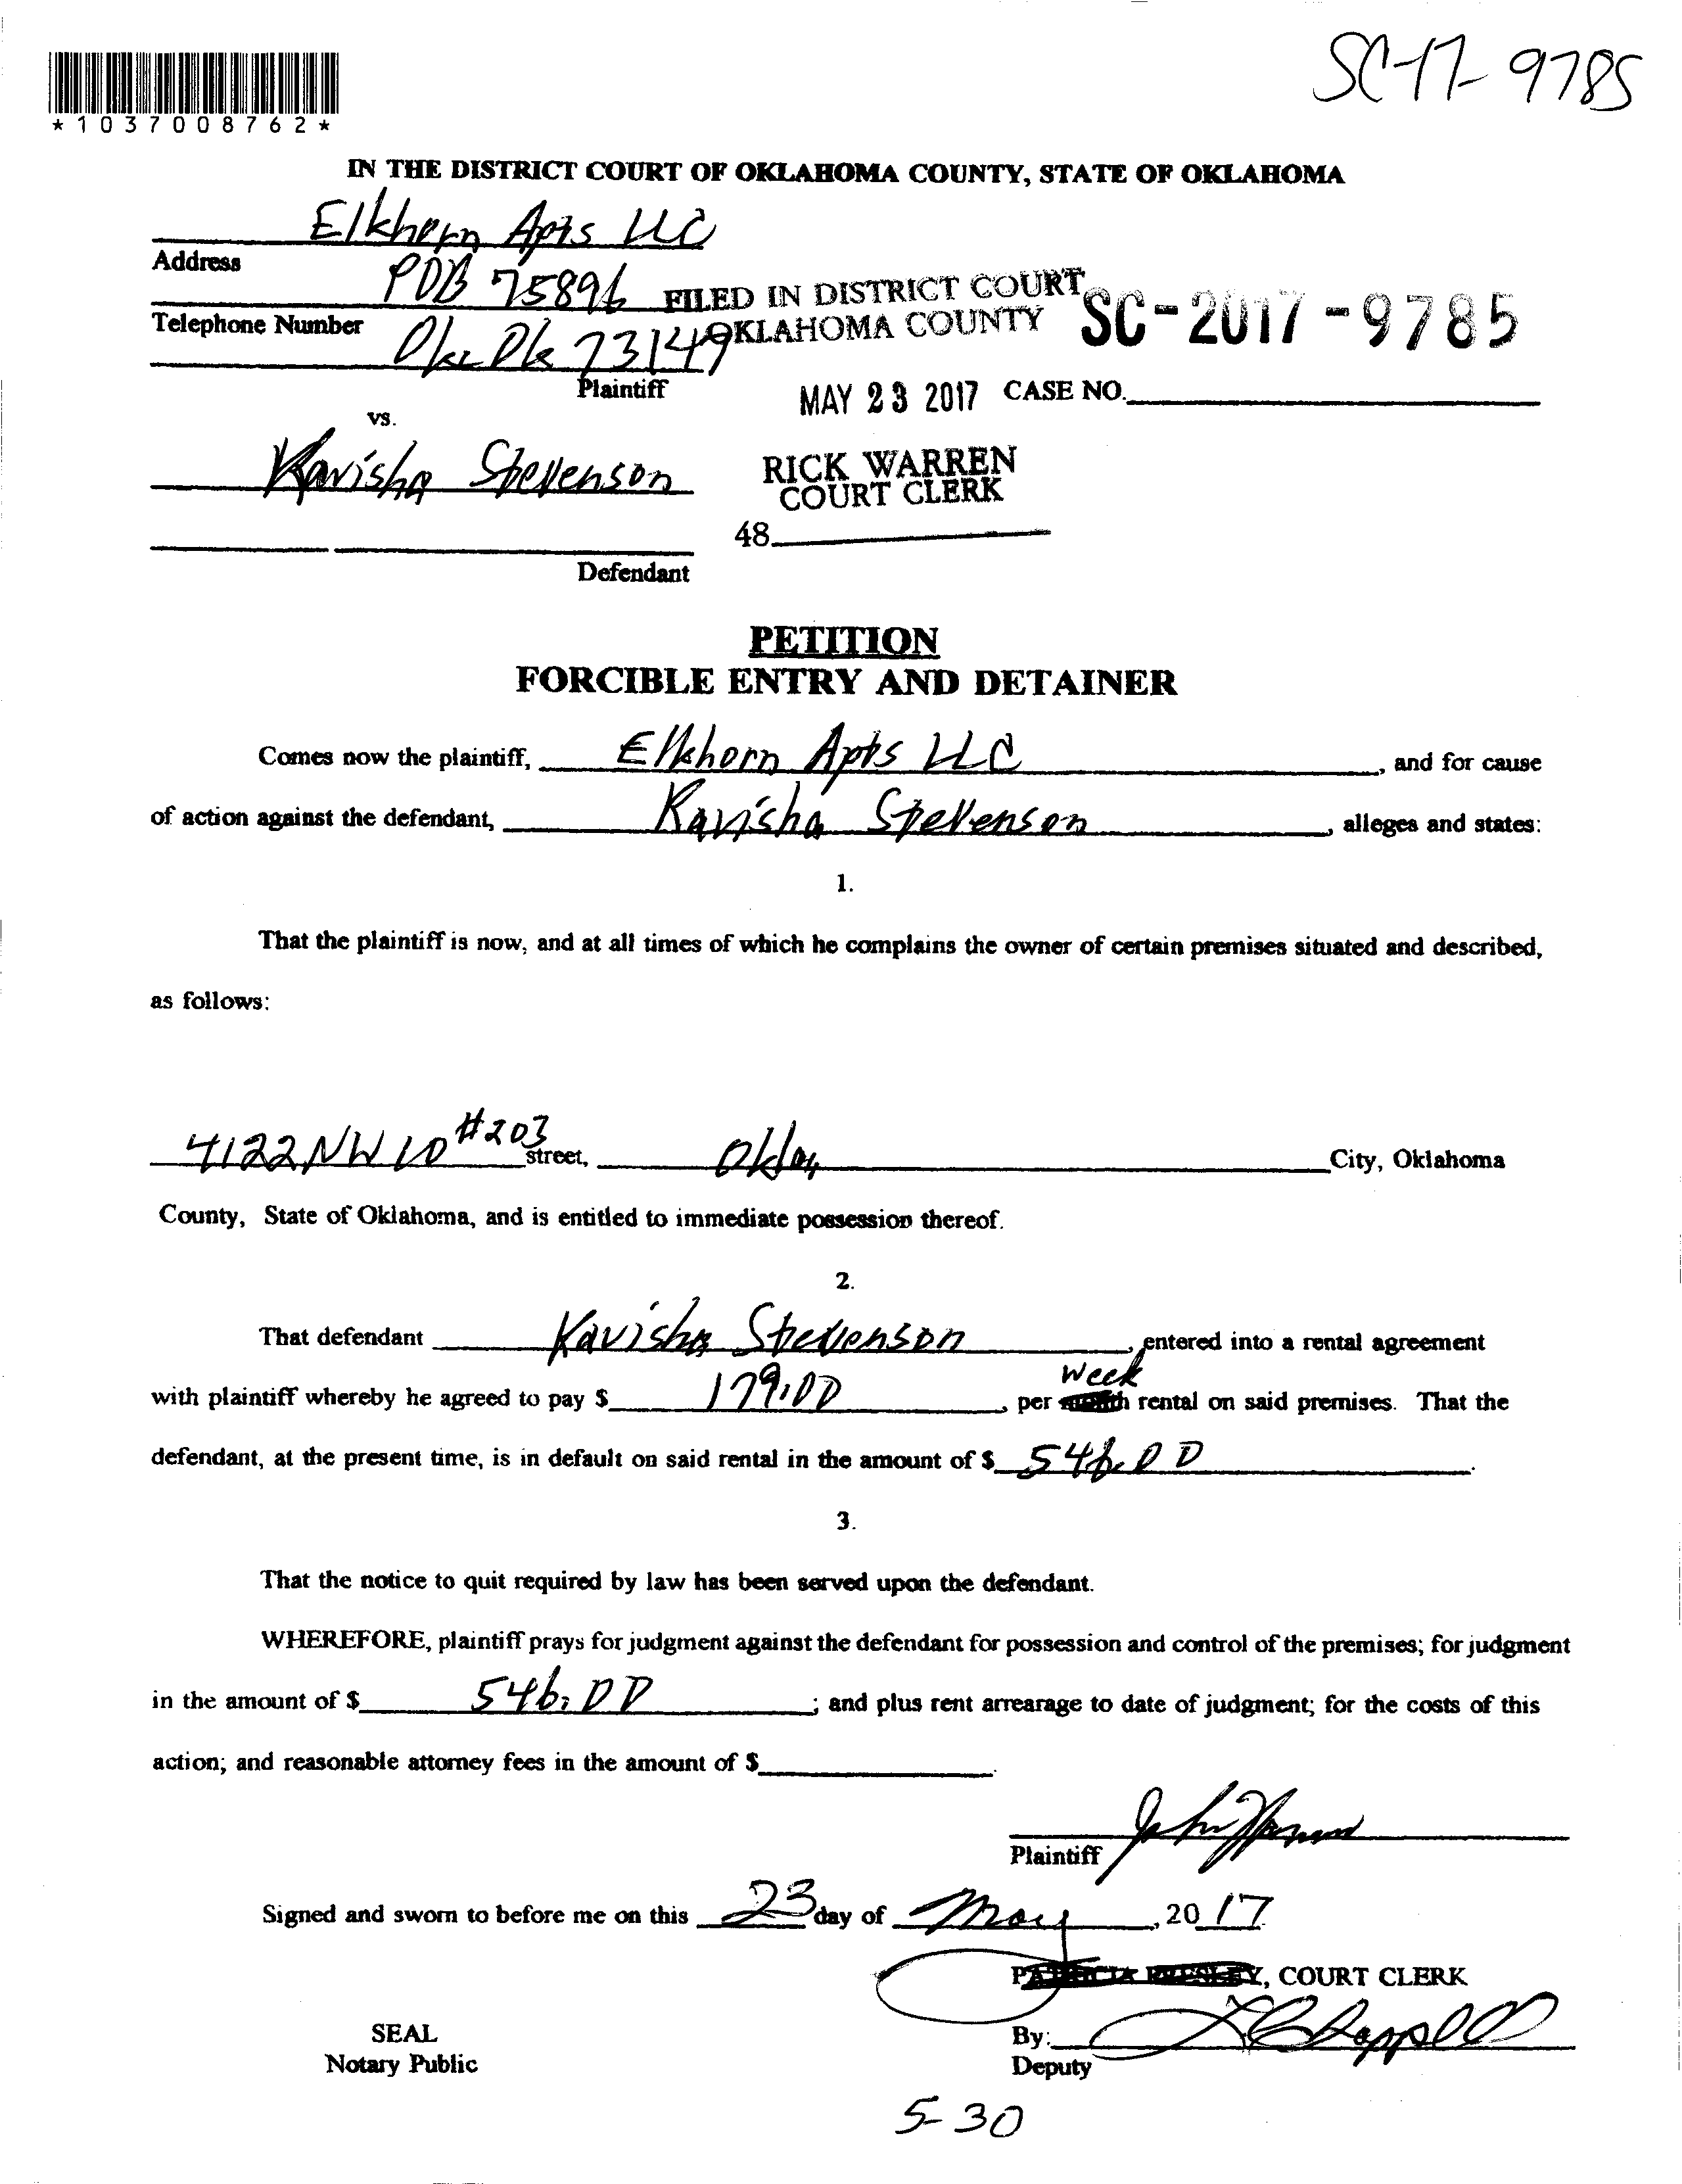 SC-17-9785
*1037008762*
IN THE DISTRICT COURT OF OKLAHOMA COUNTY, STATE OF OKLAHOMA
Elkhorn Apts LLC
Address
POB 75896
FILED IN DISTRICT COURT
OKLAHOMA COUNTY
SC-2017-9785
Telephone Number
Okc Ok 73149
Plaintiff
MAY 23 2017 CASE NO.
vs.
Kavisha Stevenson
RICK WARREN
COURT CLERK
48
Defendant
PETITION
FORCIBLE ENTRY AND DETAINER
Comes now the plaintiff, Elkhorn Apts LLC, and for cause
of action against the defendant, Kavisha Stevenson, alleges and states:
1.
That the plaintiff is now, and at all times of which he complains the owner of certain premises situated and described,
as follows:
4122 NW 10 #203 street, City, Oklahoma
County, State of Oklahoma, and is entitled to immediate possession thereof.
2.
That defendant Kavisha Stevenson, entered into a rental agreement
week
with plaintiff whereby he agreed to pay $ 179.00, per month rental on said premises. That the
defendant, at the present time, is in default on said rental in the amount of $ 546.00.
3.
That the notice to quit required by law has been served upon the defendant.
WHEREFORE, plaintiff prays for judgment against the defendant for possession and control of the premises; for judgment
in the amount of $ 546.00; and plus rent arrearage to date of judgment; for the costs of this
action; and reasonable attorney fees in the amount of $.
Plaintiff
Signed and sworn to before me on this 23 day of May, 2017
PATRICIA PRESLEY, COURT CLERK
SEAL
Notary Public
By:
Deputy
5-30